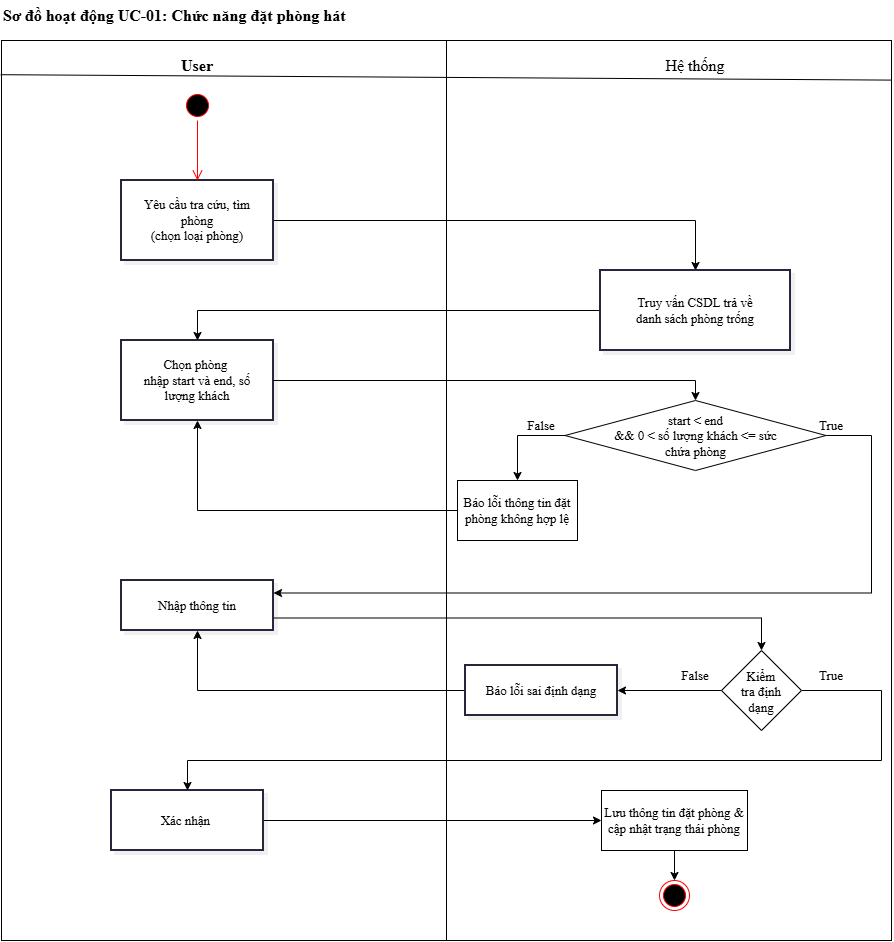 Sơ đồ hoạt động UC-01: Chức năng đặt phòng hát
User
Hệ thống
Yêu cầu tra cứu, tìm
phòng
(chọn loại phòng)
Truy vấn CSDL trả về
danh sách phòng trống
Chọn phòng
nhập start và end, số
lượng khách
start < end
&& 0 < số lượng khách <= sức
chứa phòng
False
True
Báo lỗi thông tin đặt
phòng không hợp lệ
Nhập thông tin
Kiểm
tra định
dạng
False
True
Báo lỗi sai định dạng
Xác nhận
Lưu thông tin đặt phòng &
cập nhật trạng thái phòng